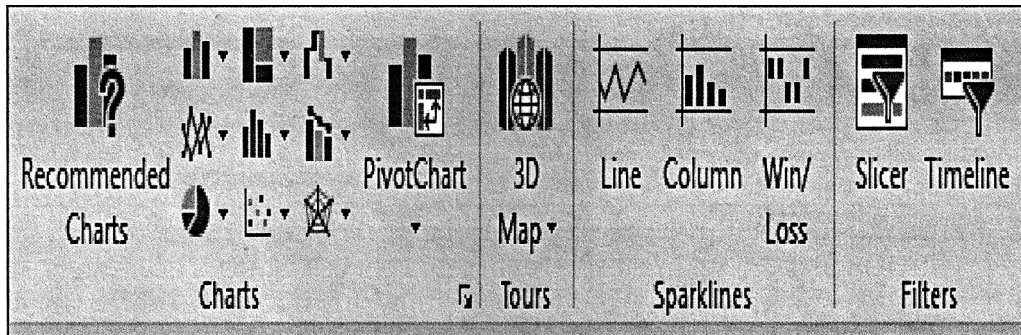 Recommended
Charts
PivotChart
3D
Map
Line
Column
Win/
Loss
Slicer
Timeline
Charts
Tours
Sparklines
Filters